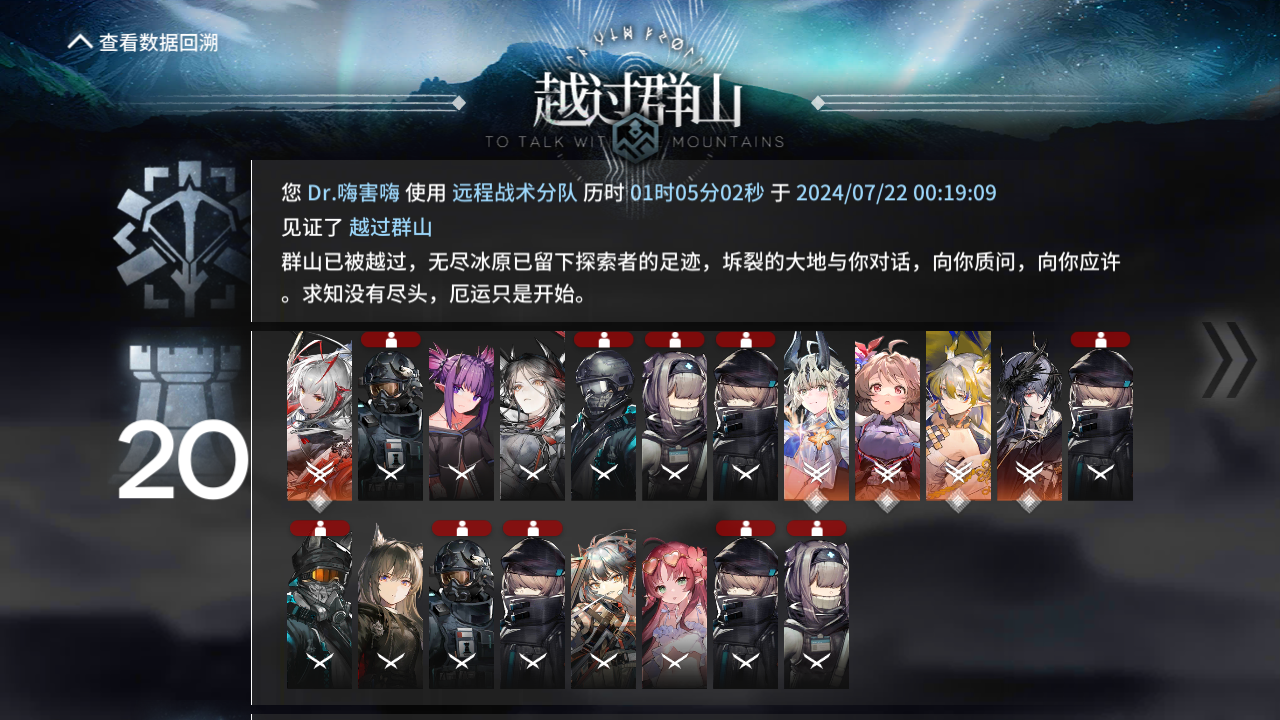 查看数据回溯
越过群山
TO TALK WITH MOUNTAINS
您 Dr.嗨害嗨 使用 远程战术分队 历时 01时05分02秒 于 2024/07/22 00:19:09
见证了 越过群山
群山已被越过，无尽冰原已留下探索者的足迹，坼裂的大地与你对话，向你质问，向你应许
。求知没有尽头，厄运只是开始。
20